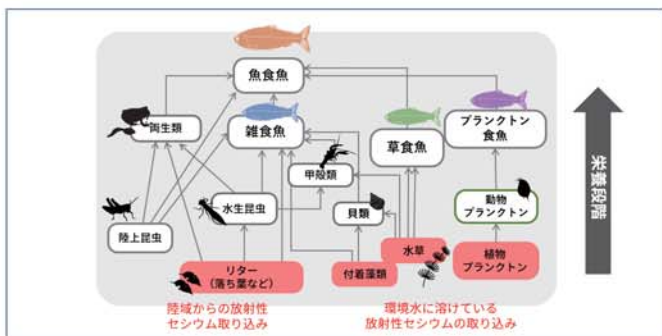 魚食魚
両生類
雑食魚
草食魚
プランクトン
食魚
甲殻類
陸上昆虫
水生昆虫
貝類
動物
プランクトン
リター
(落ち葉など)
付着藻類
水草
植物
プランクトン
陸域からの放射性
セシウム取り込み
環境水に溶けている
放射性セシウムの取り込み
栄養段階